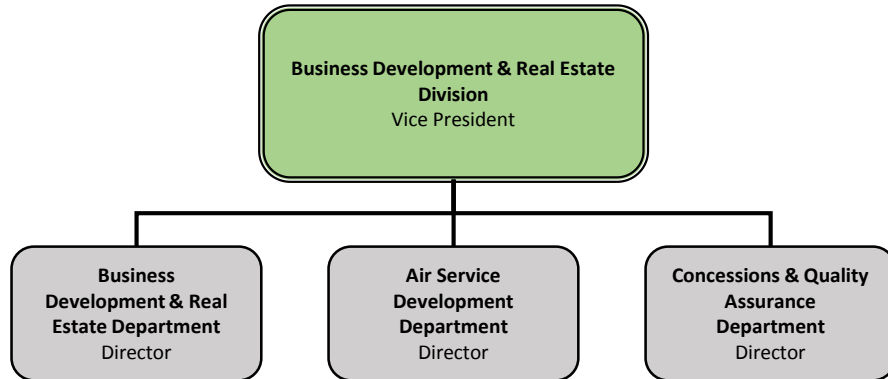 Business Development & Real Estate
Division
Vice President
Business
Development & Real
Estate Department
Director
Air Service
Development
Department
Director
Concessions & Quality
Assurance
Department
Director